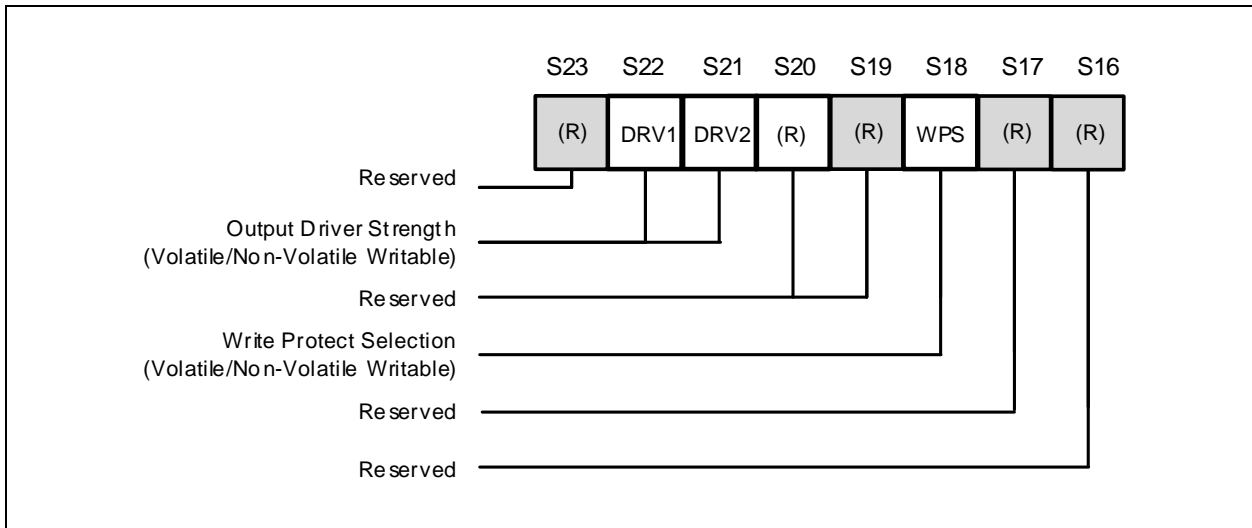 S23 S22 S21 S20 S19 S18 S17 S16
(R) DRV1 DRV2 (R) (R) WPS (R) (R)
Reserved
Output Driver Strength
(Volatile/Non-Volatile Writable)
Reserved
Write Protect Selection
(Volatile/Non-Volatile Writable)
Reserved
Reserved